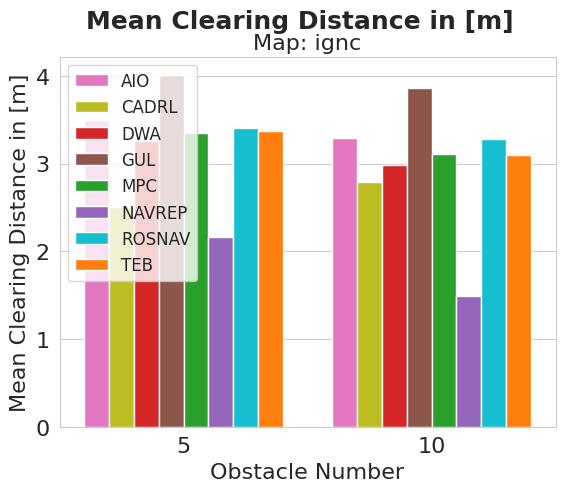 Mean Clearing Distance in [m]
Map: ignc
Mean Clearing Distance in [m]
4
3
2
1
0
AIO
CADRL
DWA
GUL
MPC
NAVREP
ROSNAV
TEB
5 10
Obstacle Number